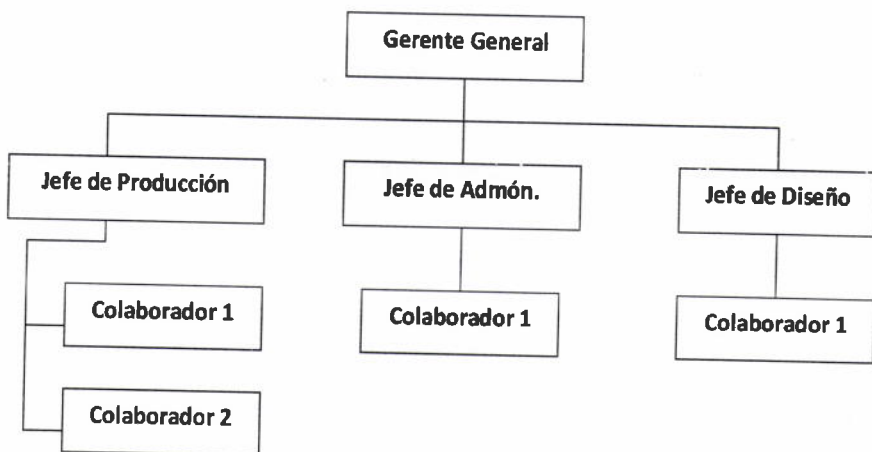 Gerente General
Jefe de Producción
Jefe de Admón.
Jefe de Diseño
Colaborador 1
Colaborador 1
Colaborador 1
Colaborador 2